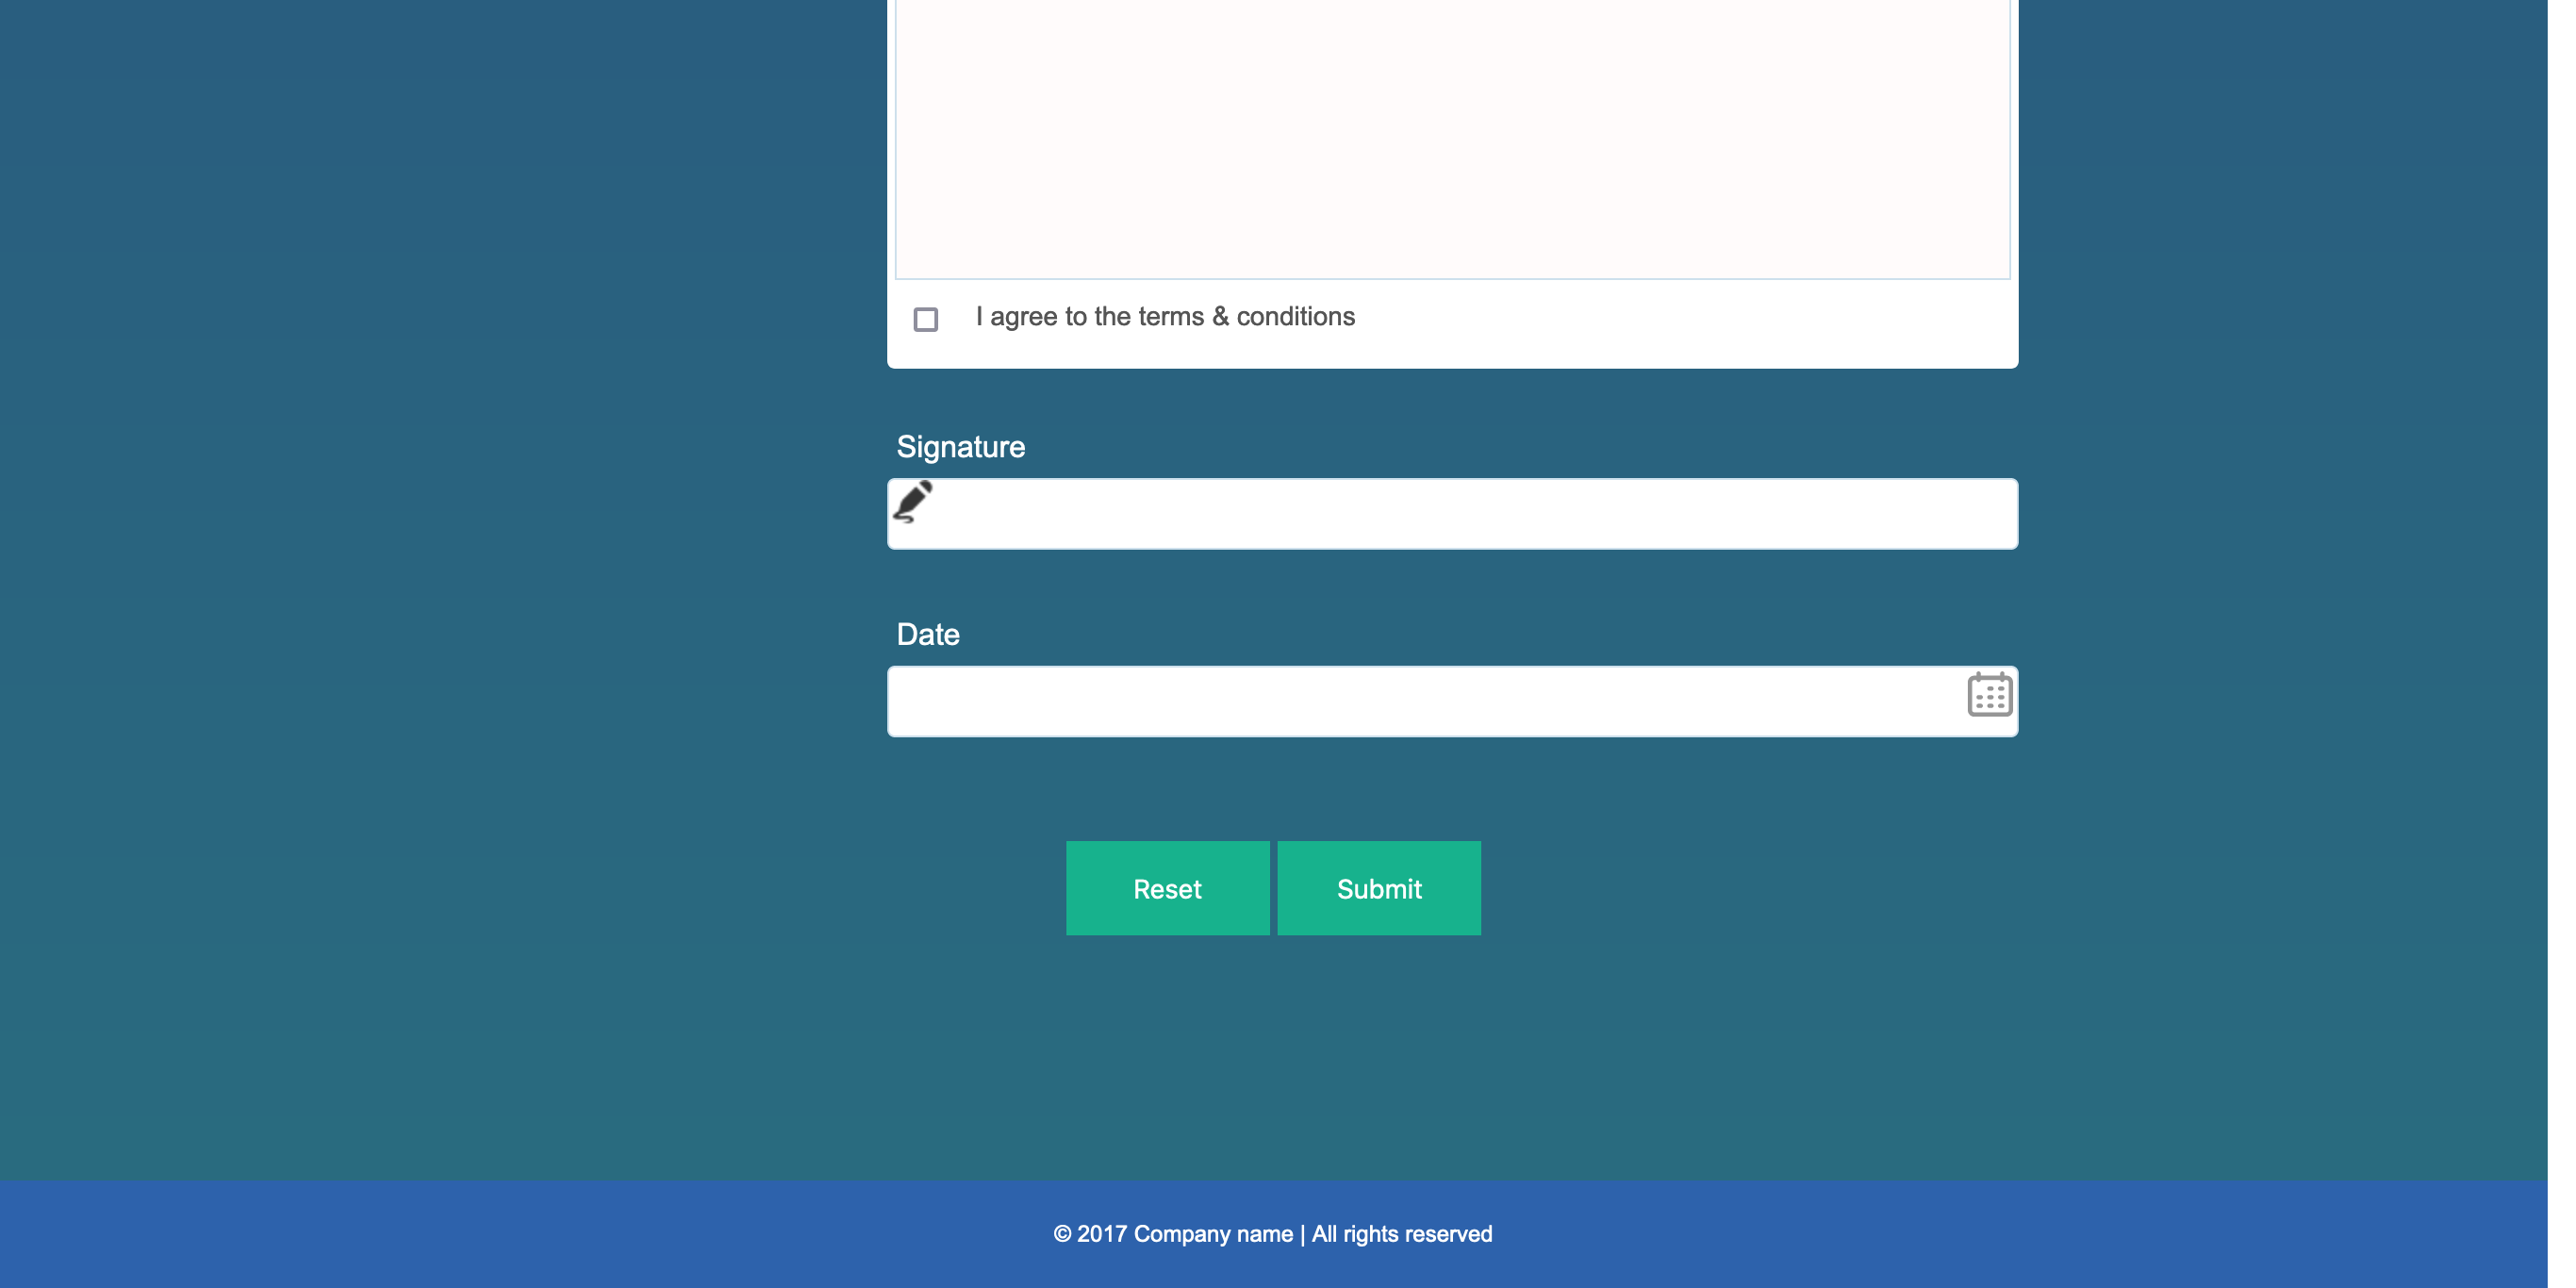 I agree to the terms & conditions
Signature
Date
Reset
Submit
© 2017 Company name | All rights reserved